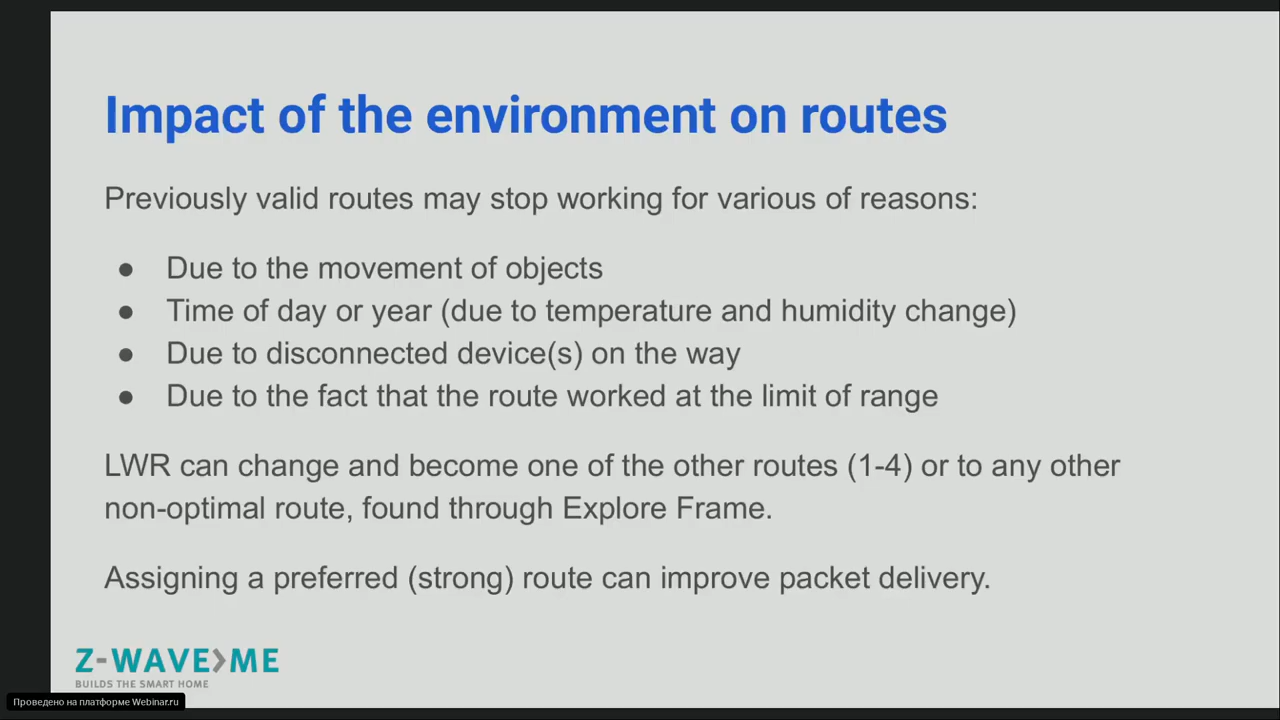 Impact of the environment on routes
Previously valid routes may stop working for various of reasons:
● Due to the movement of objects
● Time of day or year (due to temperature and humidity change)
● Due to disconnected device(s) on the way
● Due to the fact that the route worked at the limit of range
LWR can change and become one of the other routes (1-4) or to any other
non-optimal route, found through Explore Frame.
Assigning a preferred (strong) route can improve packet delivery.
Z-WAVE>ME
BUILDS THE SMART HOME
Проведено на платформе Webinar.ru